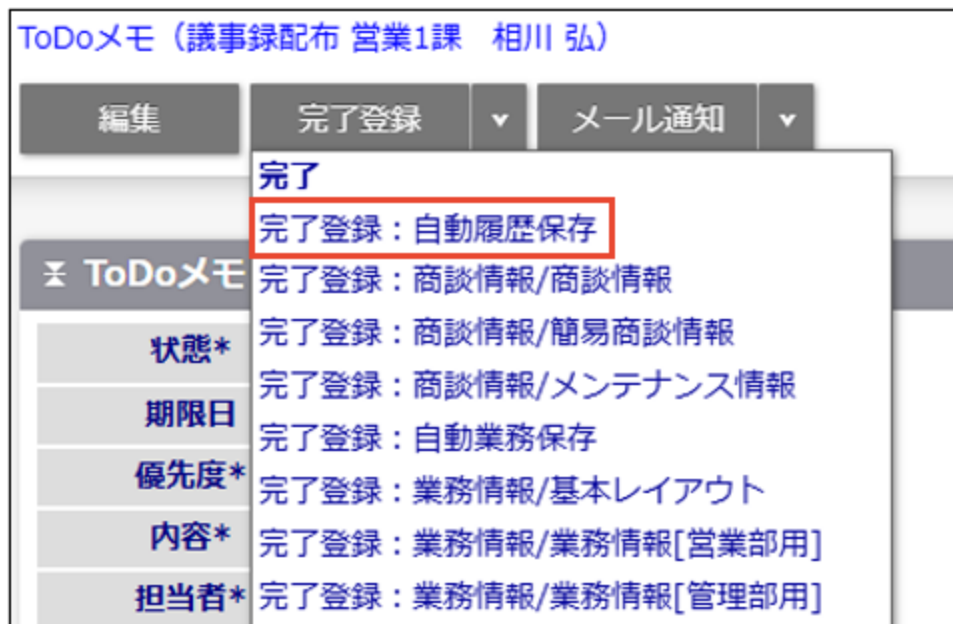 ToDoメモ（議事録配布 営業1課　相川 弘）
編集 完了登録 メール通知
完了
完了登録：自動履歴保存
ToDoメモ
完了登録：商談情報/商談情報
完了登録：商談情報/簡易商談情報
状態*
完了登録：商談情報/メンテナンス情報
期限日
完了登録：自動業務保存
優先度*
完了登録：業務情報/基本レイアウト
内容*
完了登録：業務情報/業務情報[営業部用]
担当者*
完了登録：業務情報/業務情報[管理部用]